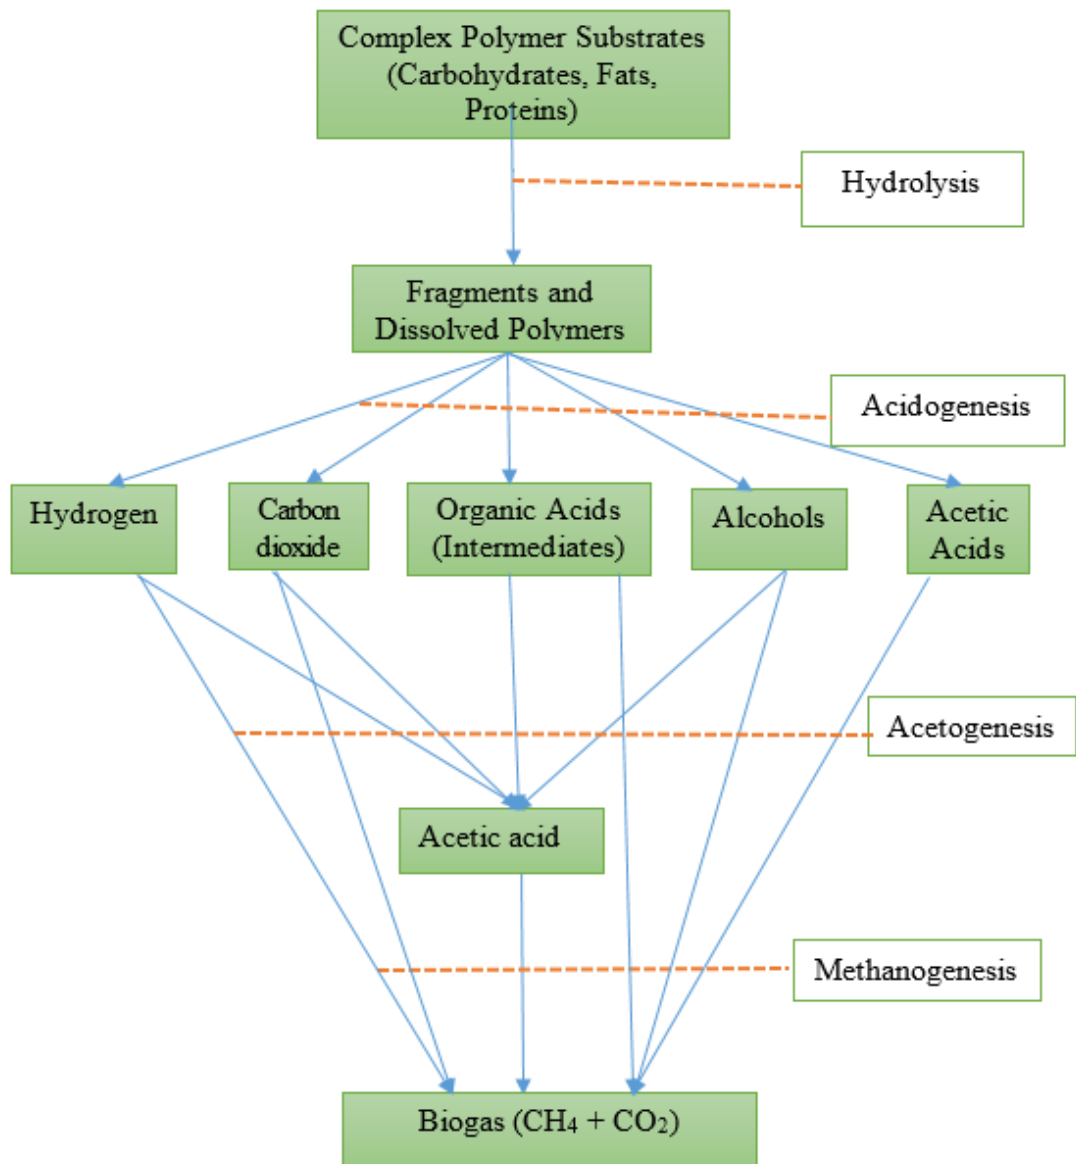 Complex Polymer Substrates
(Carbohydrates, Fats,
Proteins)
Hydrolysis
Fragments and
Dissolved Polymers
Acidogenesis
Hydrogen
Carbon
dioxide
Organic Acids
(Intermediates)
Alcohols
Acetic
Acids
Acetogenesis
Acetic acid
Methanogenesis
Biogas (CH₄ + CO₂)